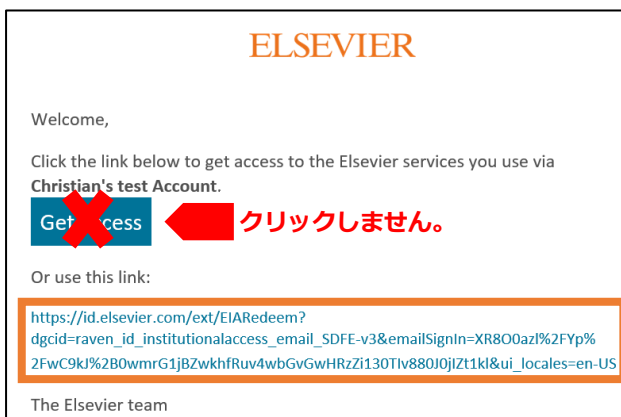 ELSEVIER
Welcome,
Click the link below to get access to the Elsevier services you use via
Christian's test Account.
Get access クリックしません。
Or use this link:
https://id.elsevier.com/ext/EIARedeem?
dgcid=raven_id_institutionalaccess_email_SDFE-v3&emailSignIn=XR8O0azl%2FYp%
2FwC9kJ%2B0wmrG1jBZwkhfRuv4wbGvGwHRzZi130TIv880J0jIZt1kl&ui_locales=en-US
The Elsevier team